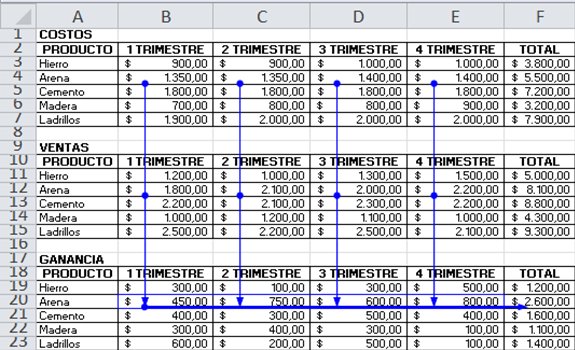 A B C D E F
1 COSTOS
2 PRODUCTO 1 TRIMESTRE 2 TRIMESTRE 3 TRIMESTRE 4 TRIMESTRE TOTAL
3 Hierro $ 900,00 $ 900,00 $ 1.000,00 $ 1.000,00 $ 3.800,00
4 Arena $ 1.350,00 $ 1.350,00 $ 1.400,00 $ 1.400,00 $ 5.500,00
5 Cemento $ 1.800,00 $ 1.800,00 $ 1.800,00 $ 1.800,00 $ 7.200,00
6 Madera $ 700,00 $ 800,00 $ 800,00 $ 900,00 $ 3.200,00
7 Ladrillos $ 1.900,00 $ 2.000,00 $ 2.000,00 $ 2.000,00 $ 7.900,00
8
9 VENTAS
10 PRODUCTO 1 TRIMESTRE 2 TRIMESTRE 3 TRIMESTRE 4 TRIMESTRE TOTAL
11 Hierro $ 1.200,00 $ 1.000,00 $ 1.300,00 $ 1.500,00 $ 5.000,00
12 Arena $ 1.800,00 $ 2.100,00 $ 2.000,00 $ 2.200,00 $ 8.100,00
13 Cemento $ 2.200,00 $ 2.100,00 $ 2.300,00 $ 2.200,00 $ 8.800,00
14 Madera $ 1.000,00 $ 1.200,00 $ 1.100,00 $ 1.000,00 $ 4.300,00
15 Ladrillos $ 2.500,00 $ 2.200,00 $ 2.500,00 $ 2.100,00 $ 9.300,00
16
17 GANANCIA
18 PRODUCTO 1 TRIMESTRE 2 TRIMESTRE 3 TRIMESTRE 4 TRIMESTRE TOTAL
19 Hierro $ 300,00 $ 100,00 $ 300,00 $ 500,00 $ 1.200,00
20 Arena $ 450,00 $ 750,00 $ 600,00 $ 800,00 $ 2.600,00
21 Cemento $ 400,00 $ 300,00 $ 500,00 $ 400,00 $ 1.600,00
22 Madera $ 300,00 $ 400,00 $ 300,00 $ 100,00 $ 1.100,00
23 Ladrillos $ 600,00 $ 200,00 $ 500,00 $ 100,00 $ 1.400,00